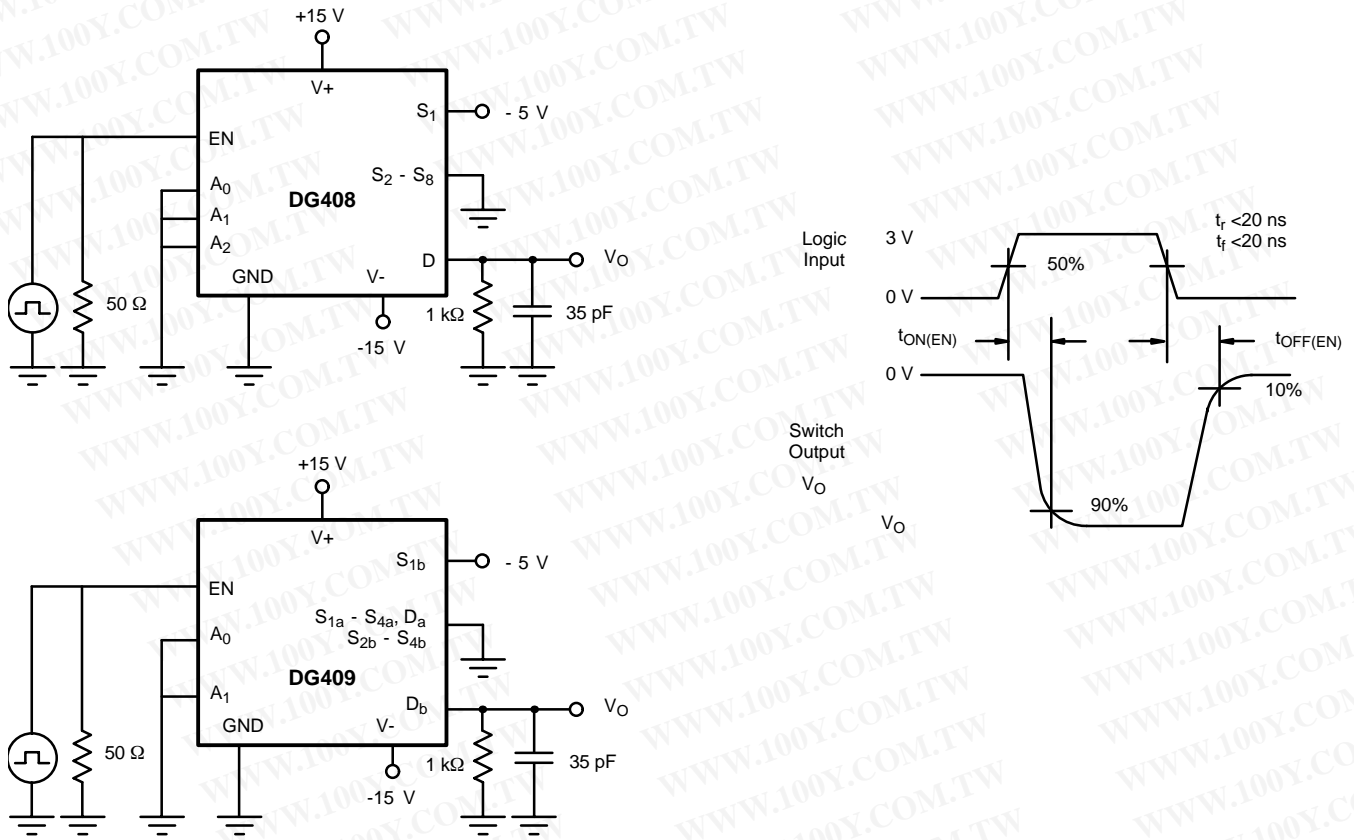 +15 V
V+
S1
- 5 V
EN
A0
S2 - S8
DG408
A1
A2
D
VO
GND
V-
50 Ω
1 kΩ
35 pF
-15 V
+15 V
V+
S1b
- 5 V
EN
S1a - S4a, Da
A0
S2b - S4b
DG409
A1
Db
VO
GND
V-
50 Ω
1 kΩ
35 pF
-15 V
Logic
Input
3 V
50%
tr <20 ns
tf <20 ns
0 V
tON(EN)
tOFF(EN)
0 V
10%
Switch
Output
VO
90%
VO
WWW.100Y.COM.TW